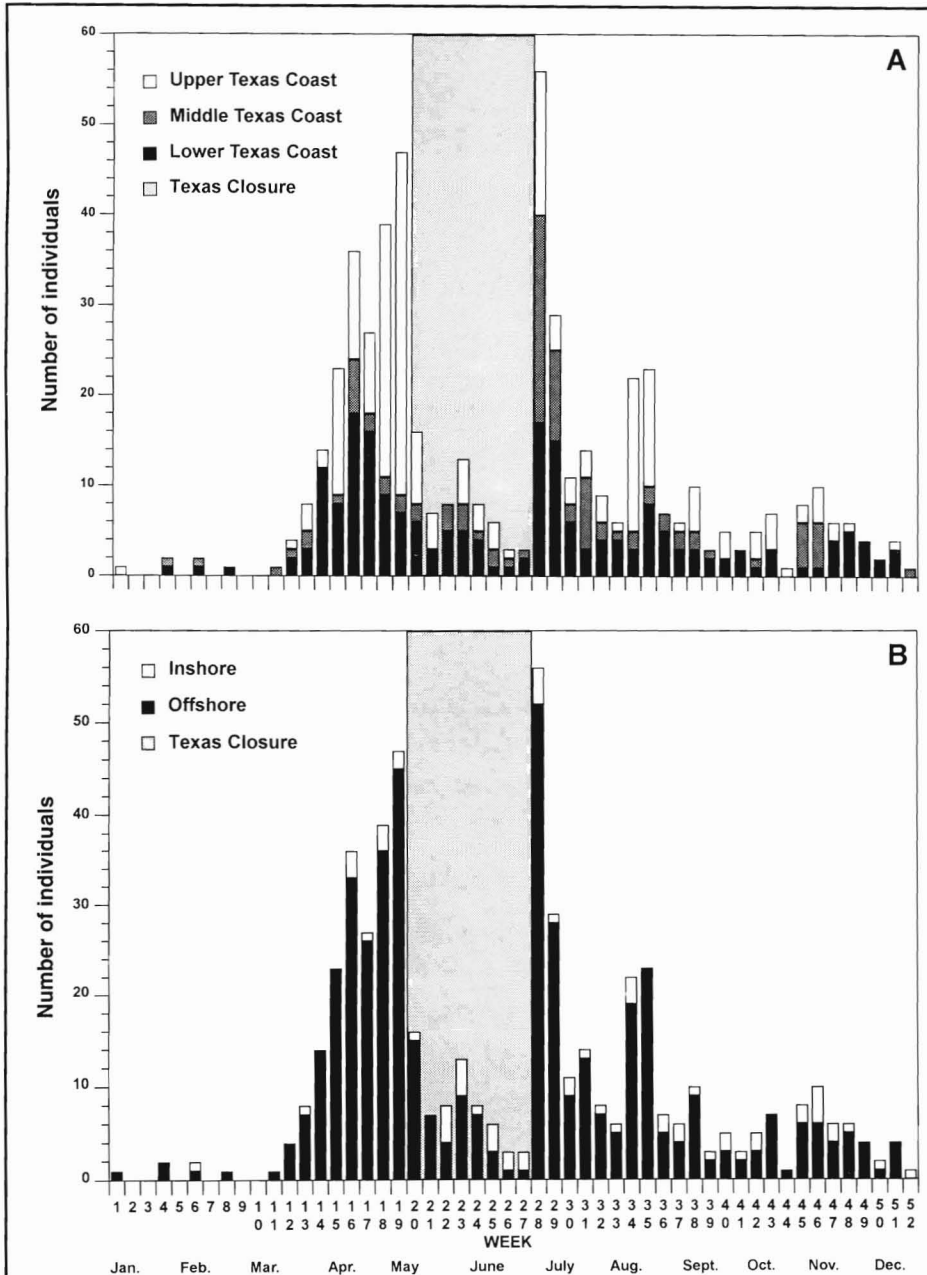 A
60
50
40
30
20
10
0
Number of individuals
Upper Texas Coast
Middle Texas Coast
Lower Texas Coast
Texas Closure
B
60
50
40
30
20
10
0
Number of individuals
Inshore
Offshore
Texas Closure
1 2 3 4 5 6 7 8 9 10 11 12 13 14 15 16 17 18 19 20 21 22 23 24 25 26 27 28 29 30 31 32 33 34 35 36 37 38 39 40 41 42 43 44 45 46 47 48 49 50 51 52
WEEK
Jan. Feb. Mar. Apr. May June July Aug. Sept. Oct. Nov. Dec.